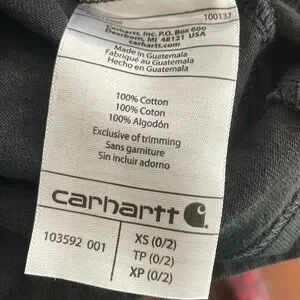 100137
Carhartt, Inc. P.O. Box 600
Dearborn, MI 48121 USA
carhartt.com
Made in Guatemala
Fabriqué au Guatemala
Hecho en Guatemala
100% Cotton
100% Coton
100% Algodón
Exclusive of trimming
Sans garniture
Sin incluir adorno
carhartt
103592 001
XS (0/2)
TP (0/2)
XP (0/2)